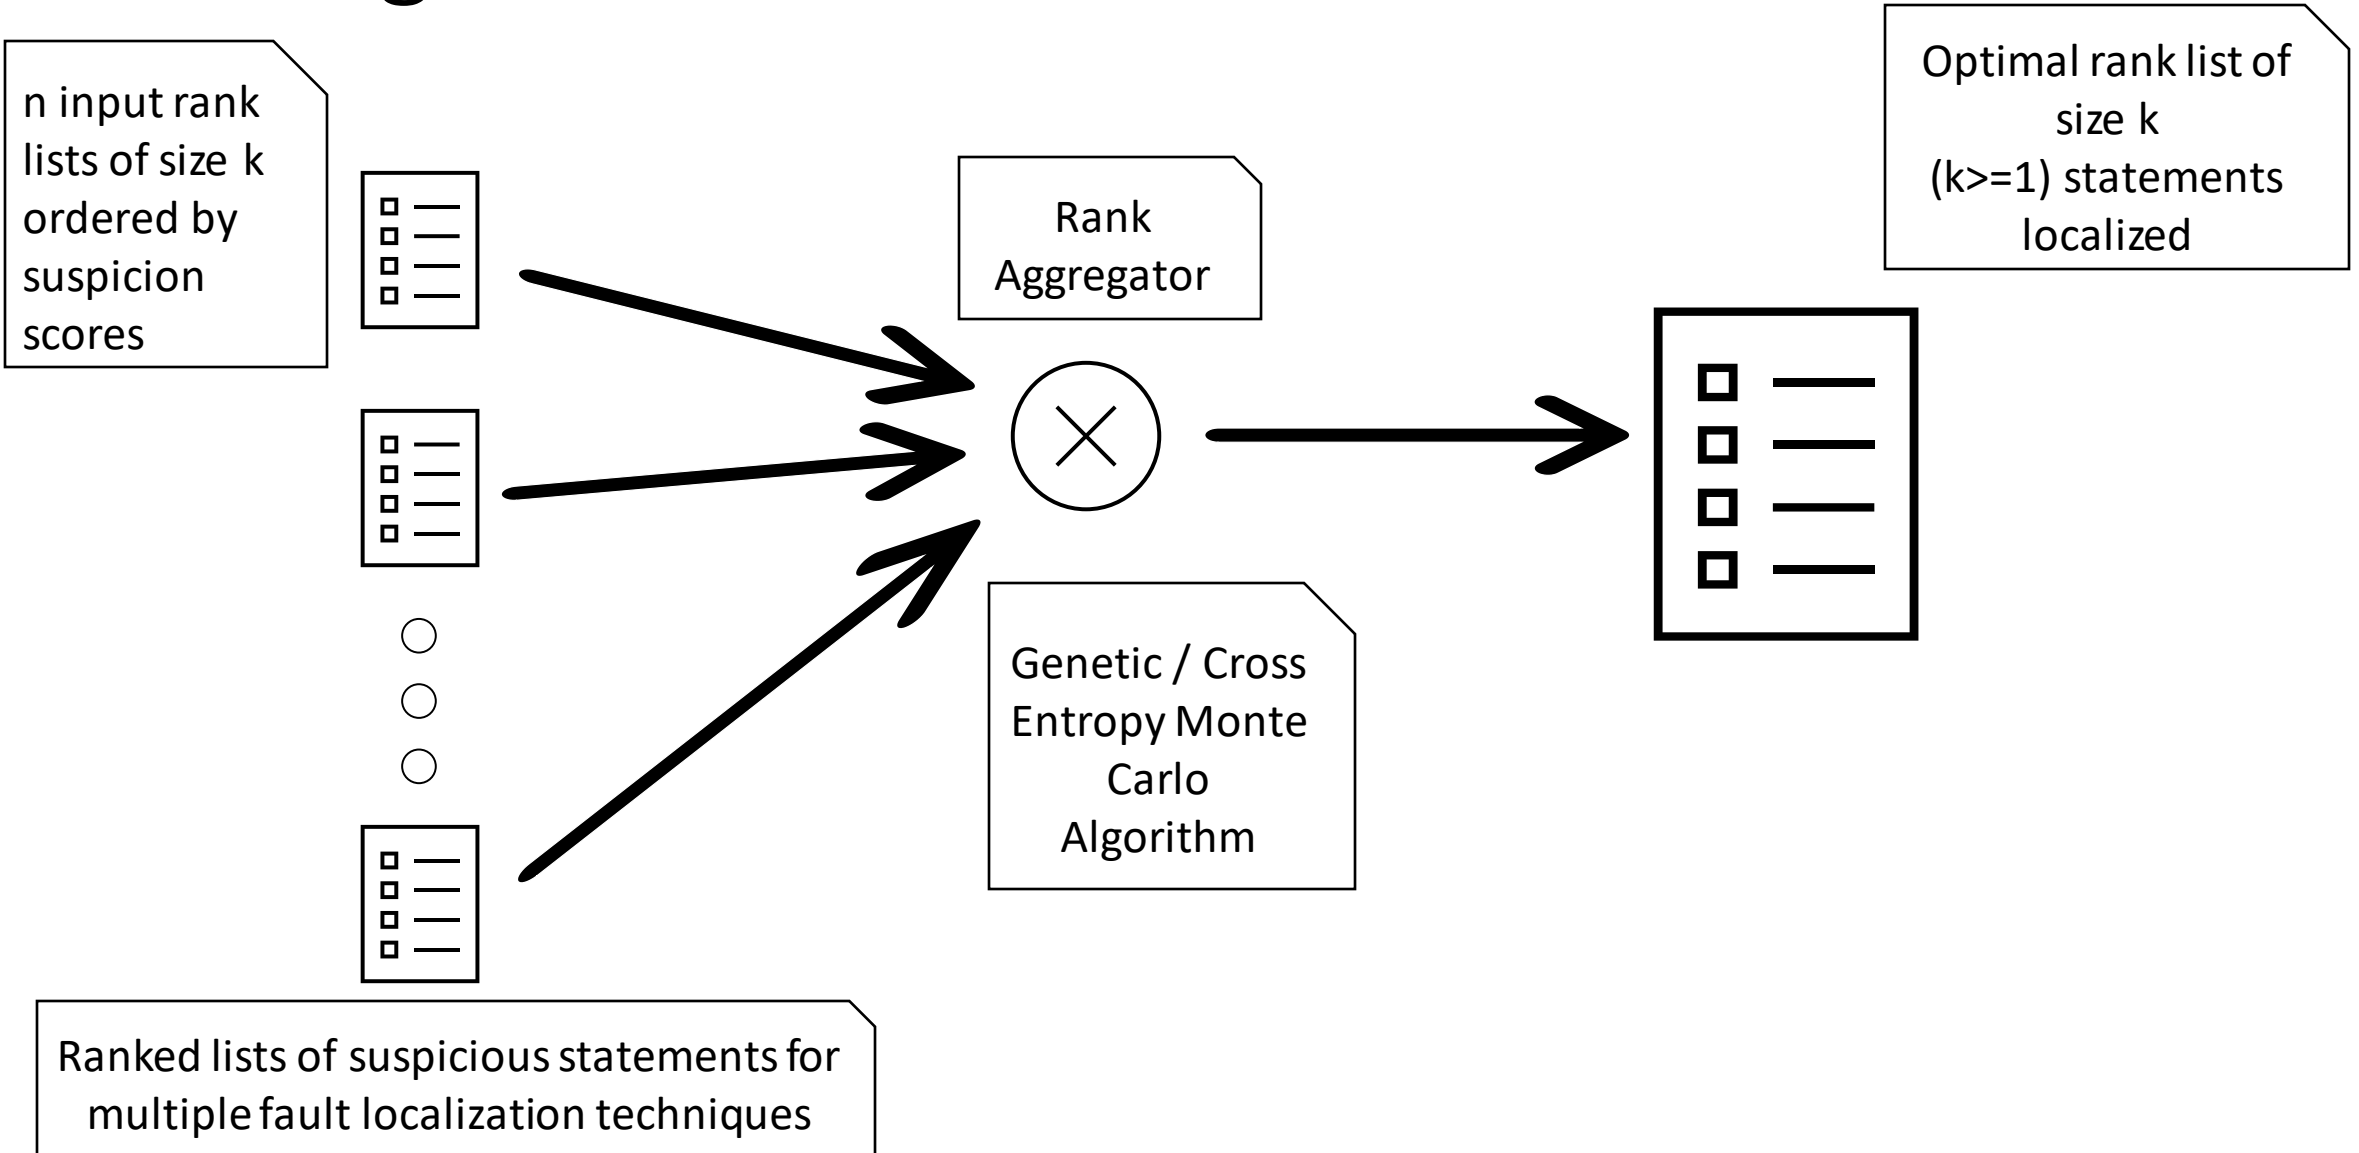 n input rank
lists of size k
ordered by
suspicion
scores
Rank
Aggregator
Optimal rank list of
size k
(k>=1) statements
localized
Genetic / Cross
Entropy Monte
Carlo
Algorithm
Ranked lists of suspicious statements for
multiple fault localization techniques